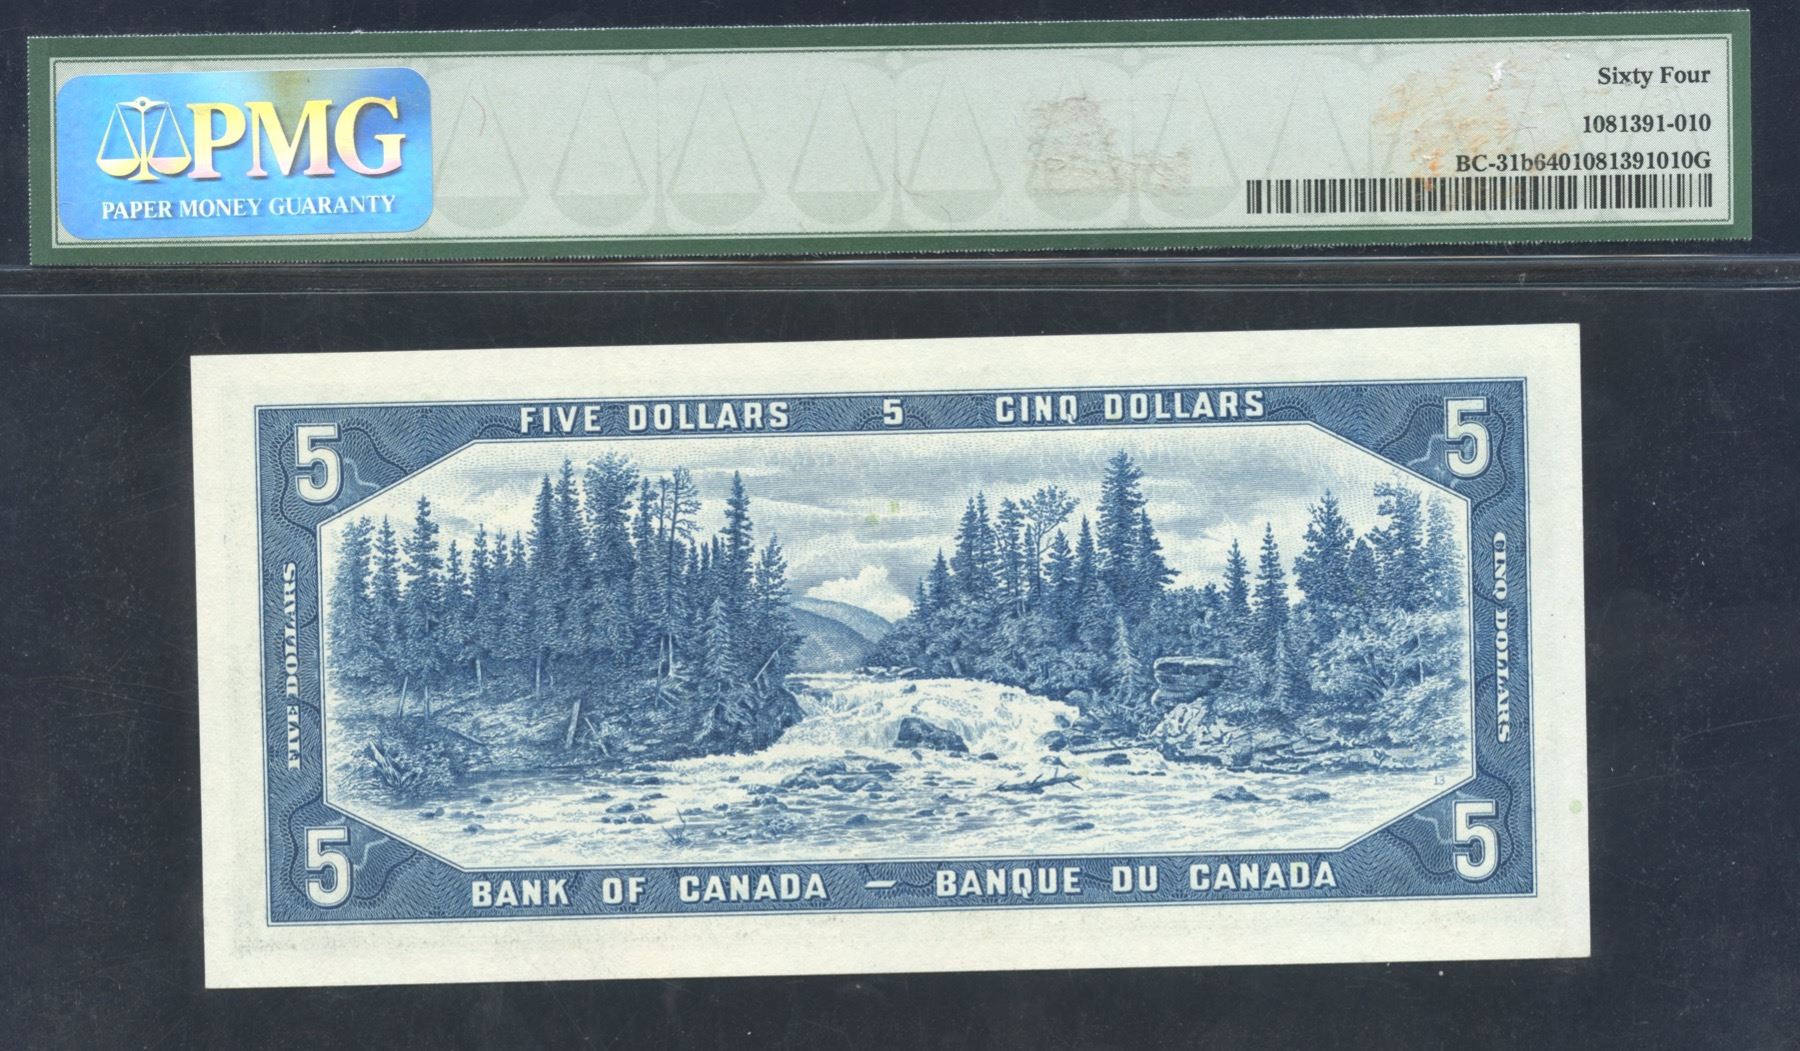 PMG
PAPER MONEY GUARANTY
Sixty Four
1081391-010
BC-31b6401081391010G
FIVE DOLLARS 5 CINQ DOLLARS
5 5
FIVE DOLLARS
CINQ DOLLARS
13
5 5
BANK OF CANADA — BANQUE DU CANADA